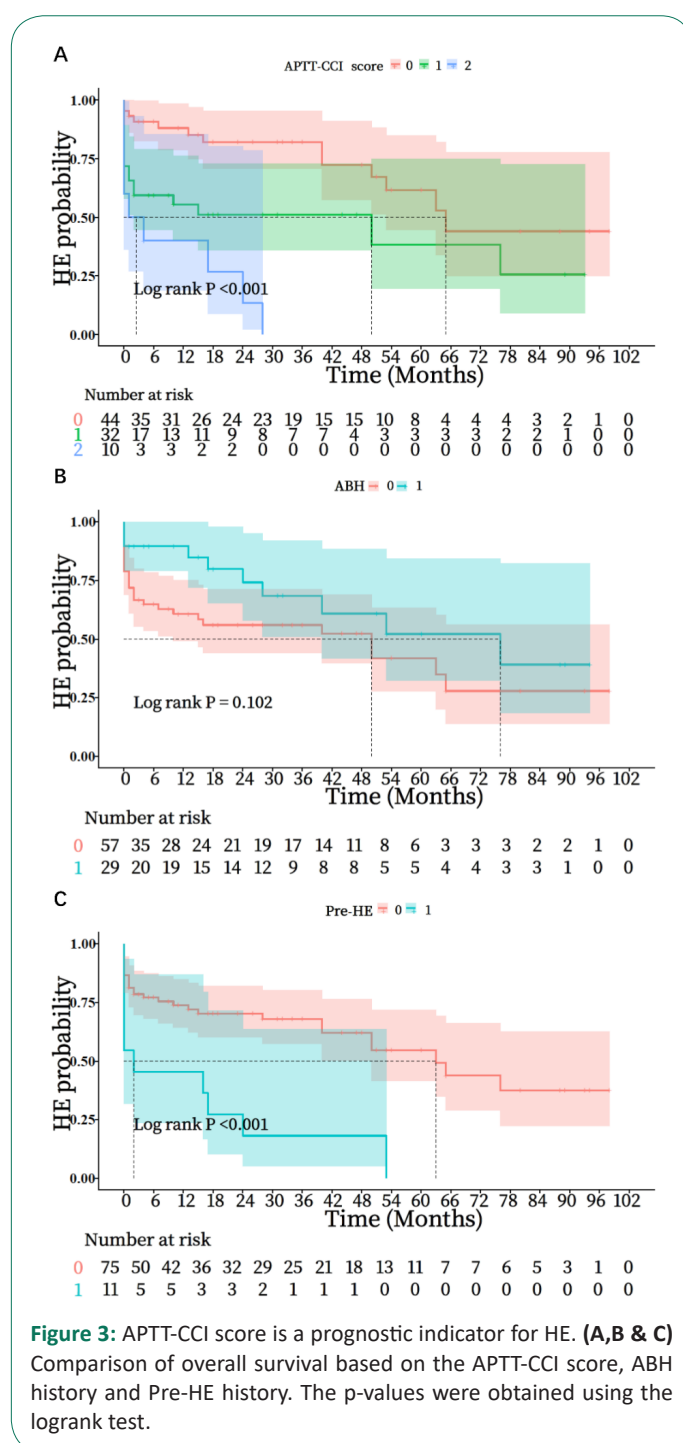 A
APTT-CCI score 0 1 2
HE probability
1.00
0.75
0.50
0.25
0.00
Log rank P <0.001
0 6 12 18 24 30 36 42 48 54 60 66 72 78 84 90 96 102
Time (Months)
Number at risk
0 44 35 31 26 24 23 19 15 15 10 8 4 4 4 3 2 1 0
1 32 17 13 11 9 8 7 7 4 3 3 3 3 2 2 1 0 0
2 10 3 3 2 2 0 0 0 0 0 0 0 0 0 0 0 0 0
B
ABH 0 1
HE probability
1.00
0.75
0.50
0.25
0.00
Log rank P = 0.102
0 6 12 18 24 30 36 42 48 54 60 66 72 78 84 90 96 102
Time (Months)
Number at risk
0 57 35 28 24 21 19 17 14 11 8 6 3 3 3 2 2 1 0
1 29 20 19 15 14 12 9 8 8 5 5 4 4 3 3 1 0 0
C
Pre-HE 0 1
HE probability
1.00
0.75
0.50
0.25
0.00
Log rank P <0.001
0 6 12 18 24 30 36 42 48 54 60 66 72 78 84 90 96 102
Time (Months)
Number at risk
0 75 50 42 36 32 29 25 21 18 13 11 7 7 6 5 3 1 0
1 11 5 5 3 3 2 1 1 1 0 0 0 0 0 0 0 0 0
Figure 3: APTT-CCI score is a prognostic indicator for HE. (A,B & C)
Comparison of overall survival based on the APTT-CCI score, ABH
history and Pre-HE history. The p-values were obtained using the
logrank test.